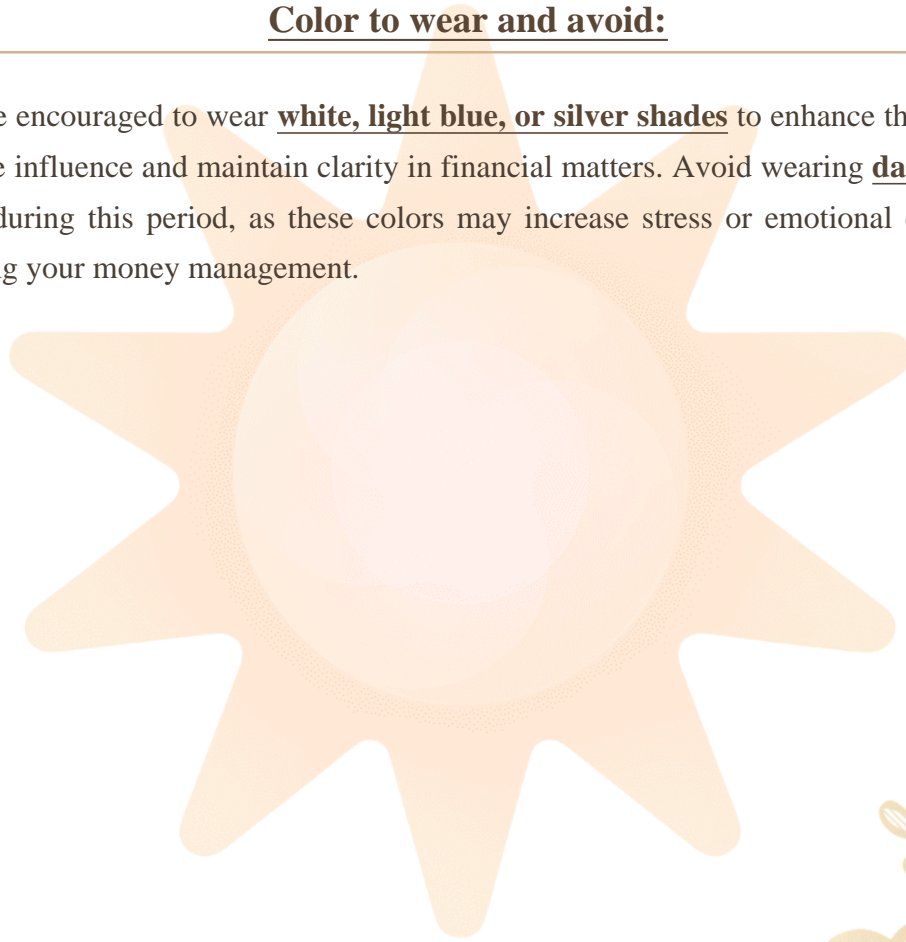 Color to wear and avoid:
encouraged to wear white, light blue, or silver shades to enhance
influence and maintain clarity in financial matters. Avoid wearing
during this period, as these colors may increase stress or emotional
your money management.